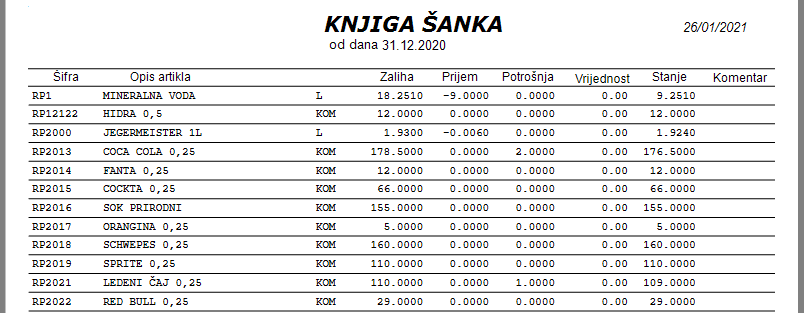 KNJIGA ŠANKA
26/01/2021
od dana 31.12.2020
Šifra Opis artikla Zaliha Prijem Potrošnja Vrijednost Stanje Komentar
RP1 MINERALNA VODA L 18.2510 -9.0000 0.0000 0.00 9.2510
RP12122 HIDRA 0,5 KOM 12.0000 0.0000 0.0000 0.00 12.0000
RP2000 JEGERMEISTER 1L L 1.9300 -0.0060 0.0000 0.00 1.9240
RP2013 COCA COLA 0,25 KOM 178.5000 0.0000 2.0000 0.00 176.5000
RP2014 FANTA 0,25 KOM 12.0000 0.0000 0.0000 0.00 12.0000
RP2015 COCKTA 0,25 KOM 66.0000 0.0000 0.0000 0.00 66.0000
RP2016 SOK PRIRODNI KOM 155.0000 0.0000 0.0000 0.00 155.0000
RP2017 ORANGINA 0,25 KOM 5.0000 0.0000 0.0000 0.00 5.0000
RP2018 SCHWEPES 0,25 KOM 160.0000 0.0000 0.0000 0.00 160.0000
RP2019 SPRITE 0,25 KOM 110.0000 0.0000 0.0000 0.00 110.0000
RP2021 LEDENI ČAJ 0,25 KOM 110.0000 0.0000 1.0000 0.00 109.0000
RP2022 RED BULL 0,25 KOM 29.0000 0.0000 0.0000 0.00 29.0000